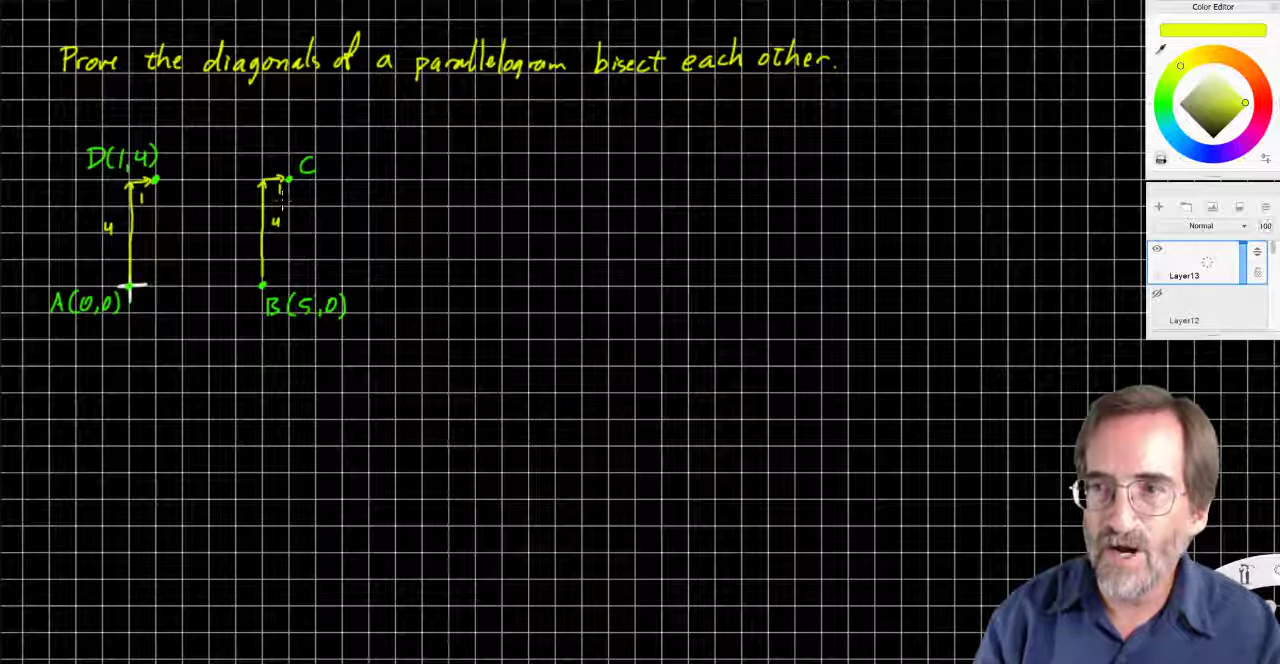 Color Editor
Prove the diagonals of a parallelogram bisect each other.
D(1,4)
C
1
1
4
4
A(0,0)
B(5,0)
Normal
100
Layer13
Layer12